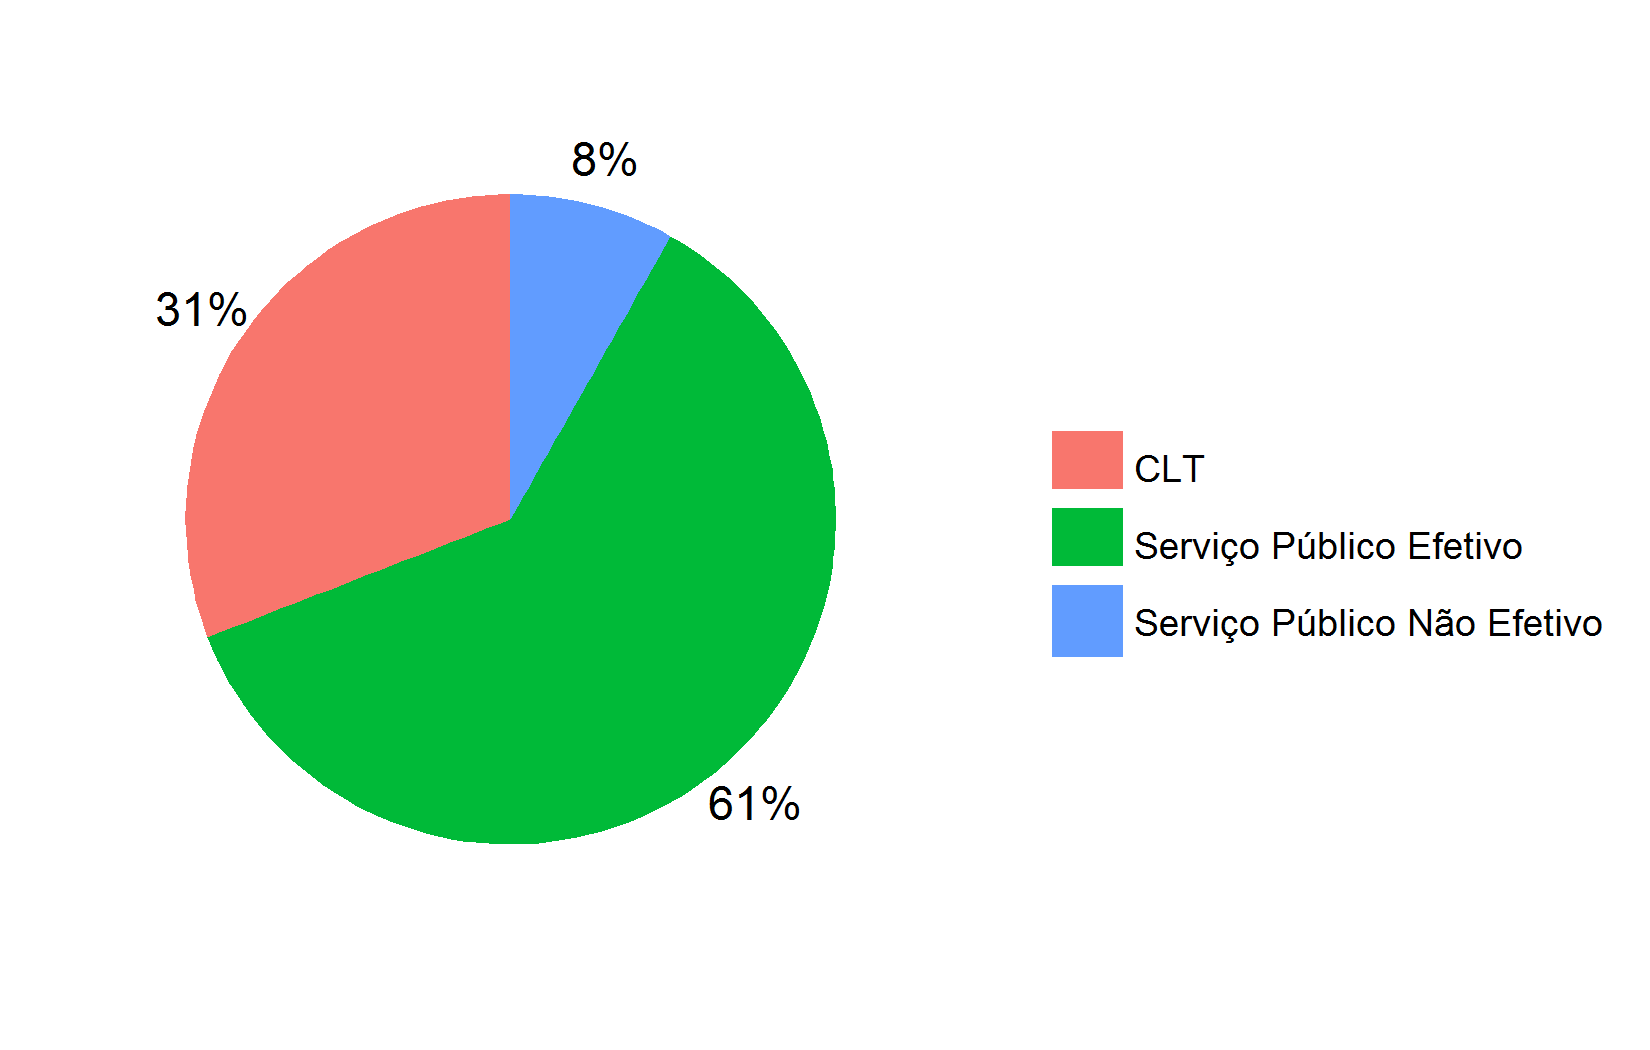 8%
31%
61%
CLT
Serviço Público Efetivo
Serviço Público Não Efetivo